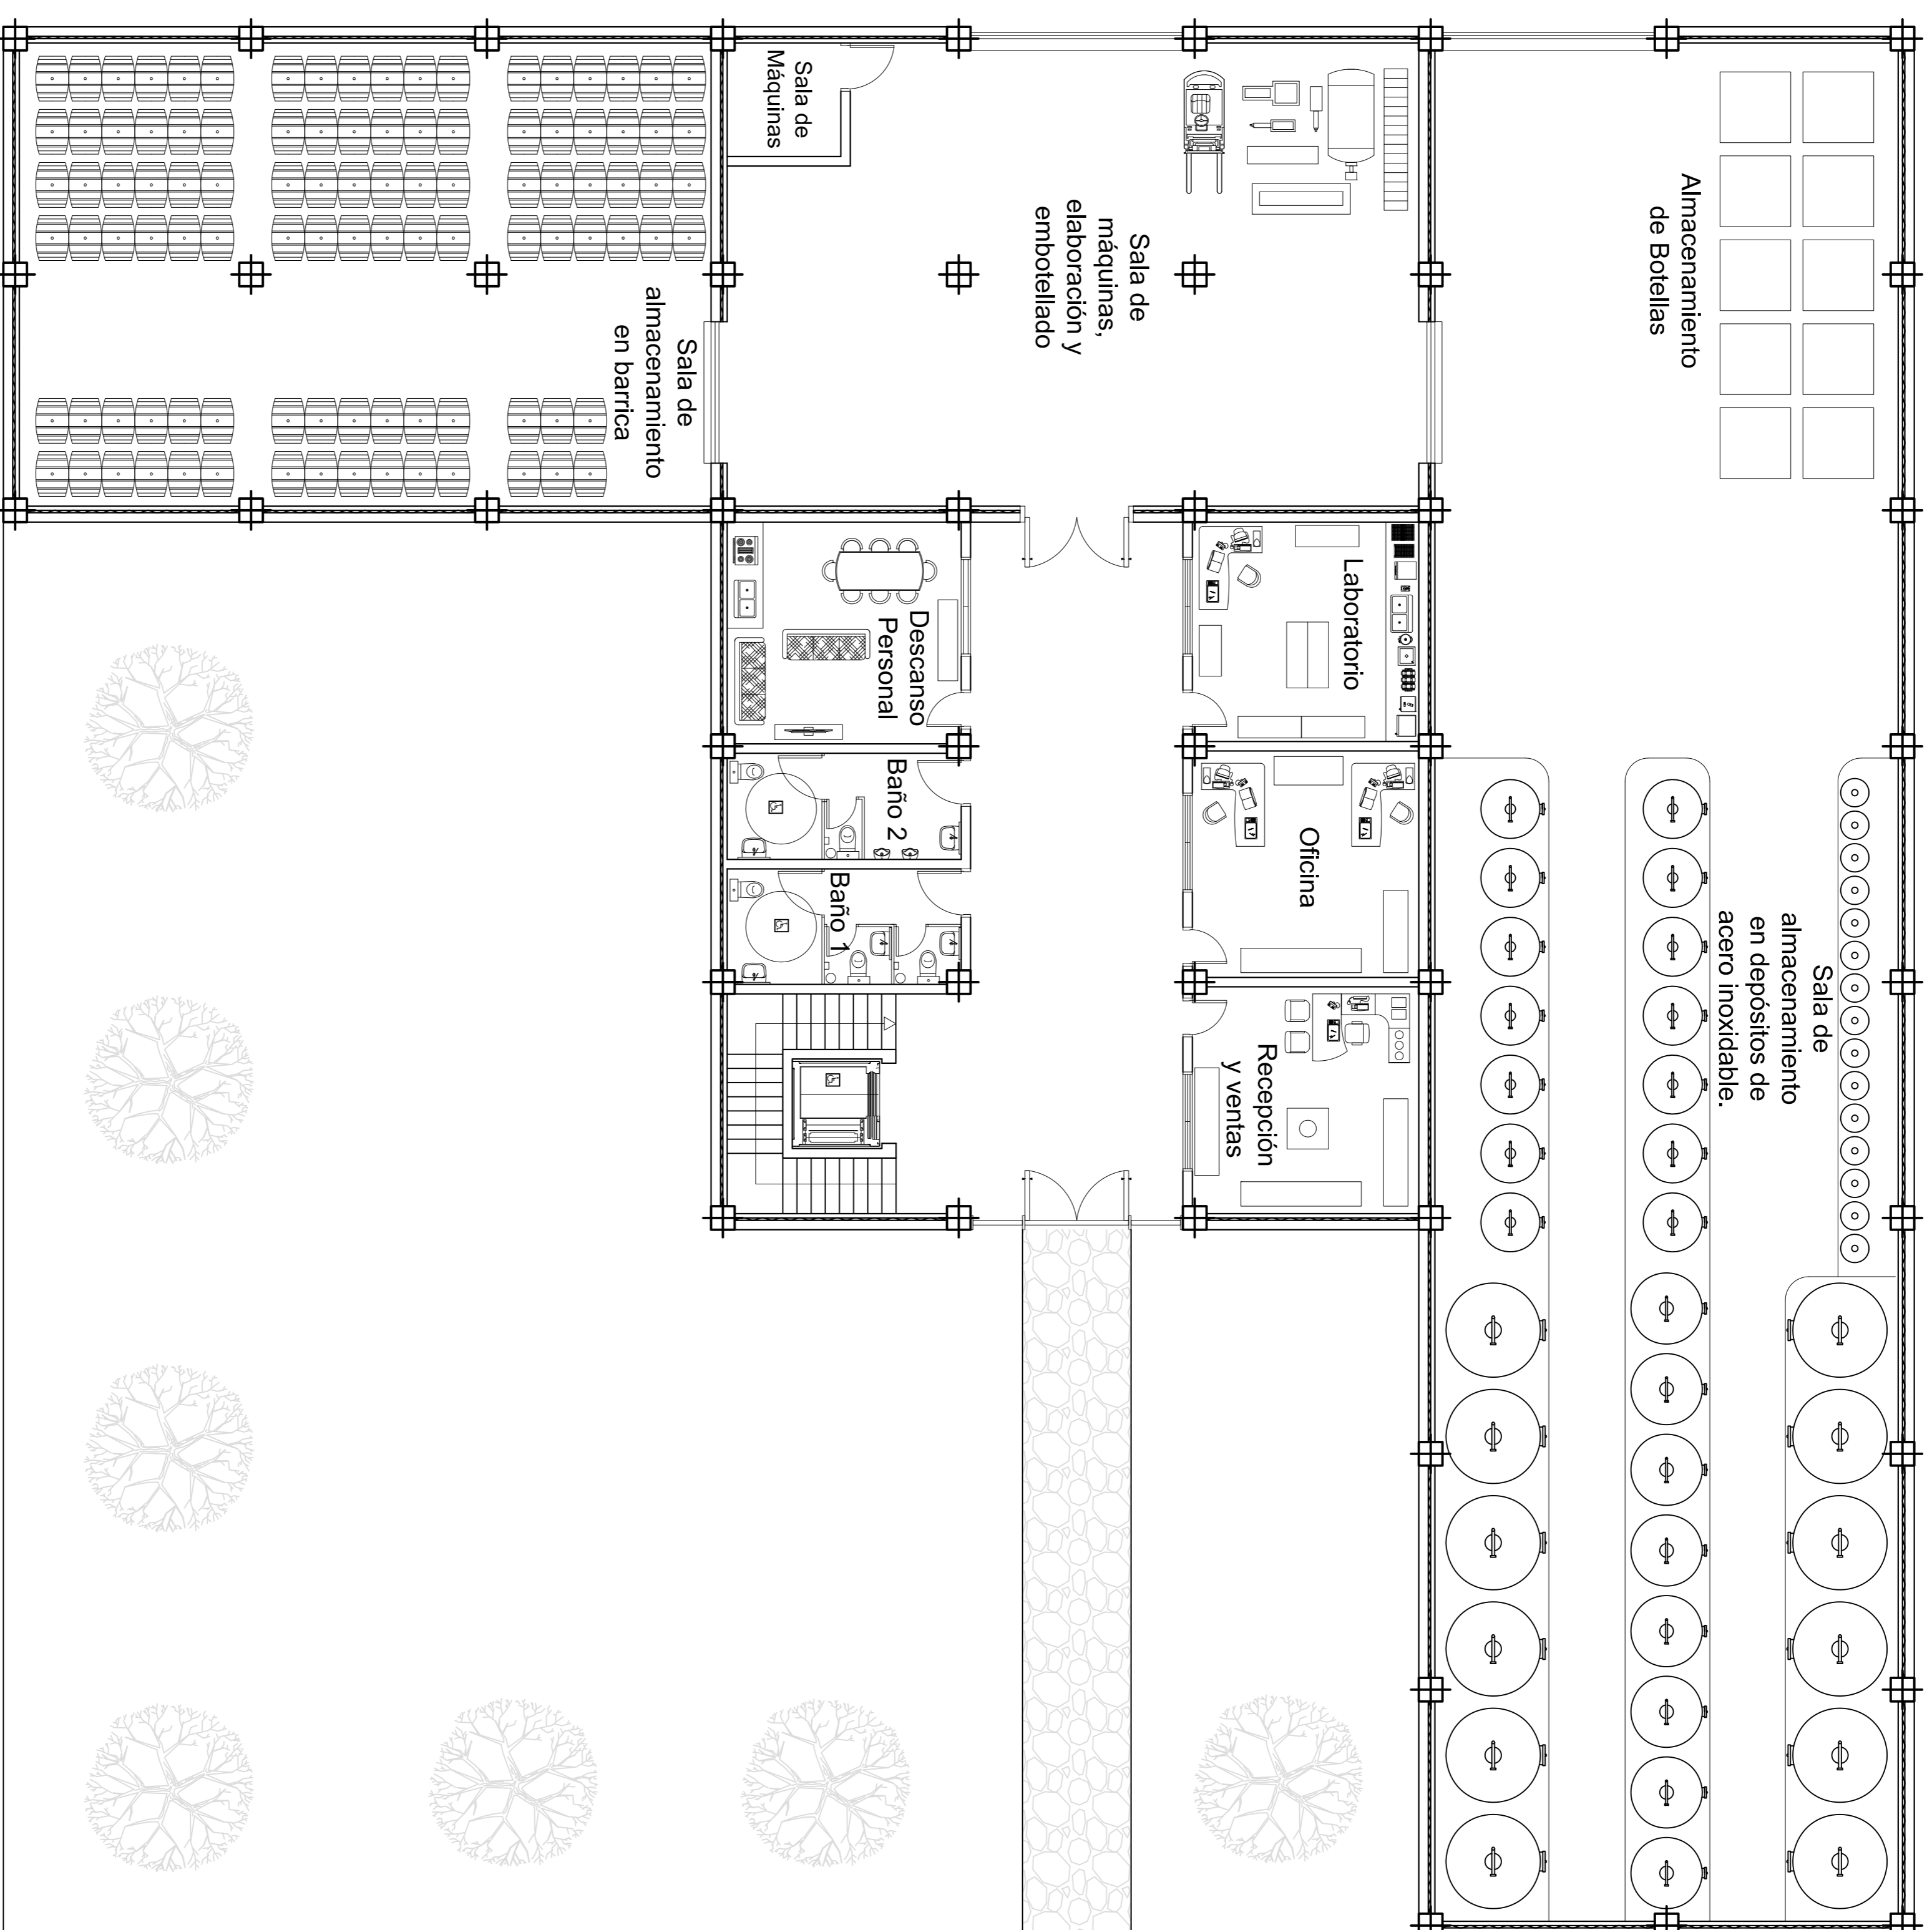 Sala de
Máquinas
Sala de
máquinas,
elaboración y
embotellado
Almacenamiento
de Botellas
Sala de
almacenamiento
en barrica
Descanso
Personal
Laboratorio
Baño 2
Oficina
Baño 1
Sala de
almacenamiento
en depósitos de
acero inoxidable.
Recepción
y ventas